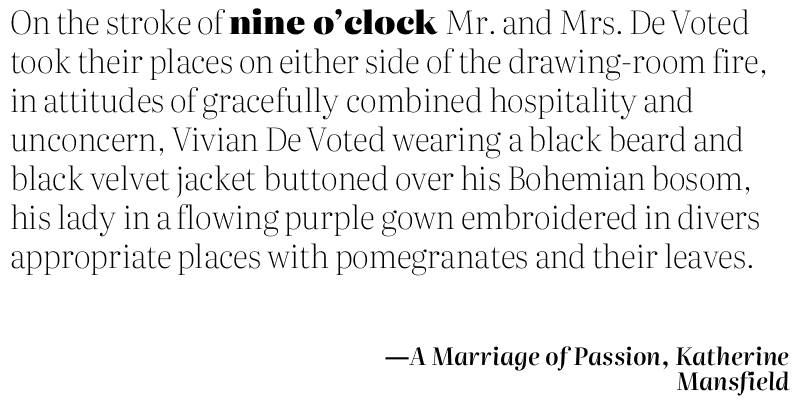 On the stroke of nine o’clock Mr. and Mrs. De Voted
took their places on either side of the drawing-room fire,
in attitudes of gracefully combined hospitality and
unconcern, Vivian De Voted wearing a black beard and
black velvet jacket buttoned over his Bohemian bosom,
his lady in a flowing purple gown embroidered in divers
appropriate places with pomegranates and their leaves.
—A Marriage of Passion, Katherine
Mansfield